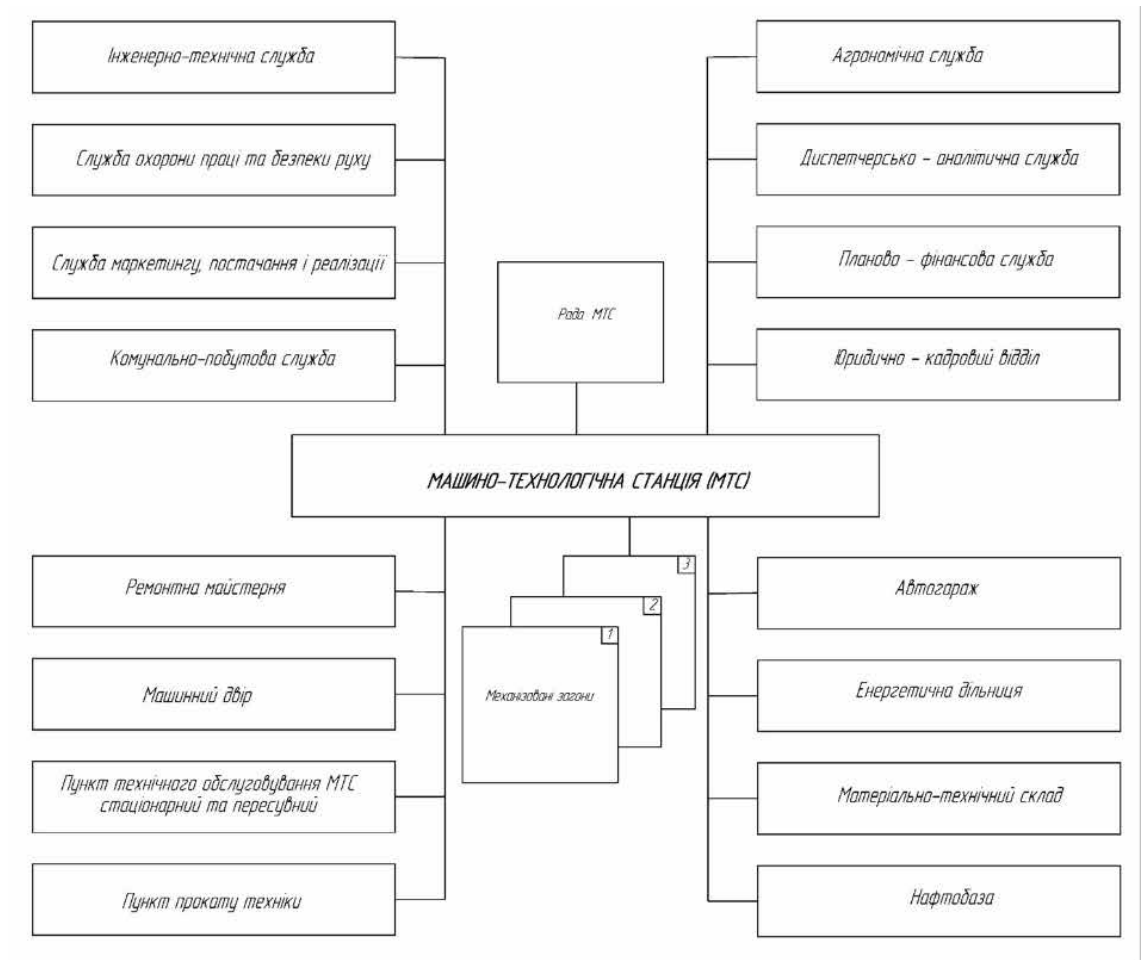 Інженерно-технічна служба
Служба охорони праці та безпеки руху
Служба маркетингу, постачання і реалізації
Комунально-побутова служба
Агрономічна служба
Диспетчерсько - аналітична служба
Планово - фінансова служба
Юридично - кадровий відділ
Рада МТС
МАШИНО-ТЕХНОЛОГІЧНА СТАНЦІЯ (МТС)
Ремонтна майстерня
Машинний двір
Пункт технічного обслуговування МТС
стаціонарний та пересувний
Пункт прокату техніки
3
2
1
Механізовані загони
Автогараж
Енергетична дільниця
Матеріально-технічний склад
Нафтобаза